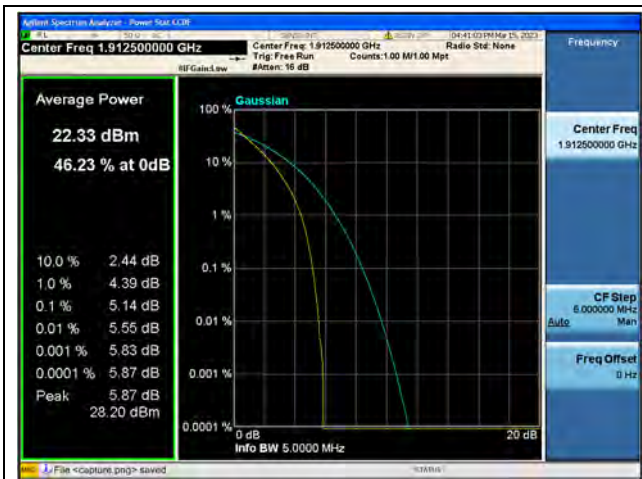 Agilent Spectrum Analyzer - Power Stat CCDF
04:41:03 PM Mar 15, 2023
Center Freq 1.912500000 GHz
Center Freq: 1.912500000 GHz
Radio Std: None
Trig: Free Run
Counts:1.00 M/1.00 Mpt
#IFGain:Low
#Atten: 16 dB
Frequency
Average Power
22.33 dBm
46.23 % at 0dB
10.0 % 2.44 dB
1.0 % 4.39 dB
0.1 % 5.14 dB
0.01 % 5.55 dB
0.001 % 5.83 dB
0.0001 % 5.87 dB
Peak 5.87 dB
28.20 dBm
Gaussian
100 %
10 %
1 %
0.1 %
0.01 %
0.001 %
0.0001 %
0 dB
20 dB
Info BW 5.0000 MHz
Center Freq
1.912500000 GHz
CF Step
6.000000 MHz
Auto Man
Freq Offset
0 Hz
MSG
File <capture.png> saved
STATUS